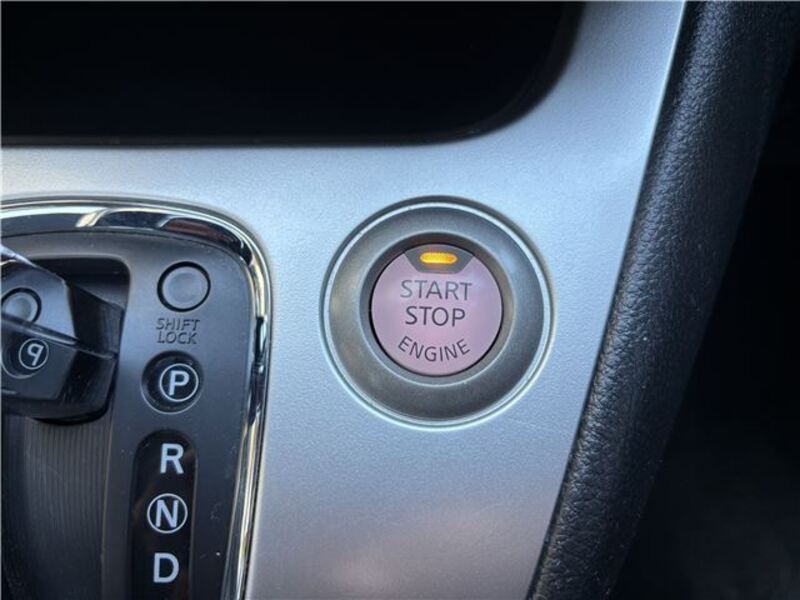 START
STOP
ENGINE
SHIFT
LOCK
P
P
R
N
D